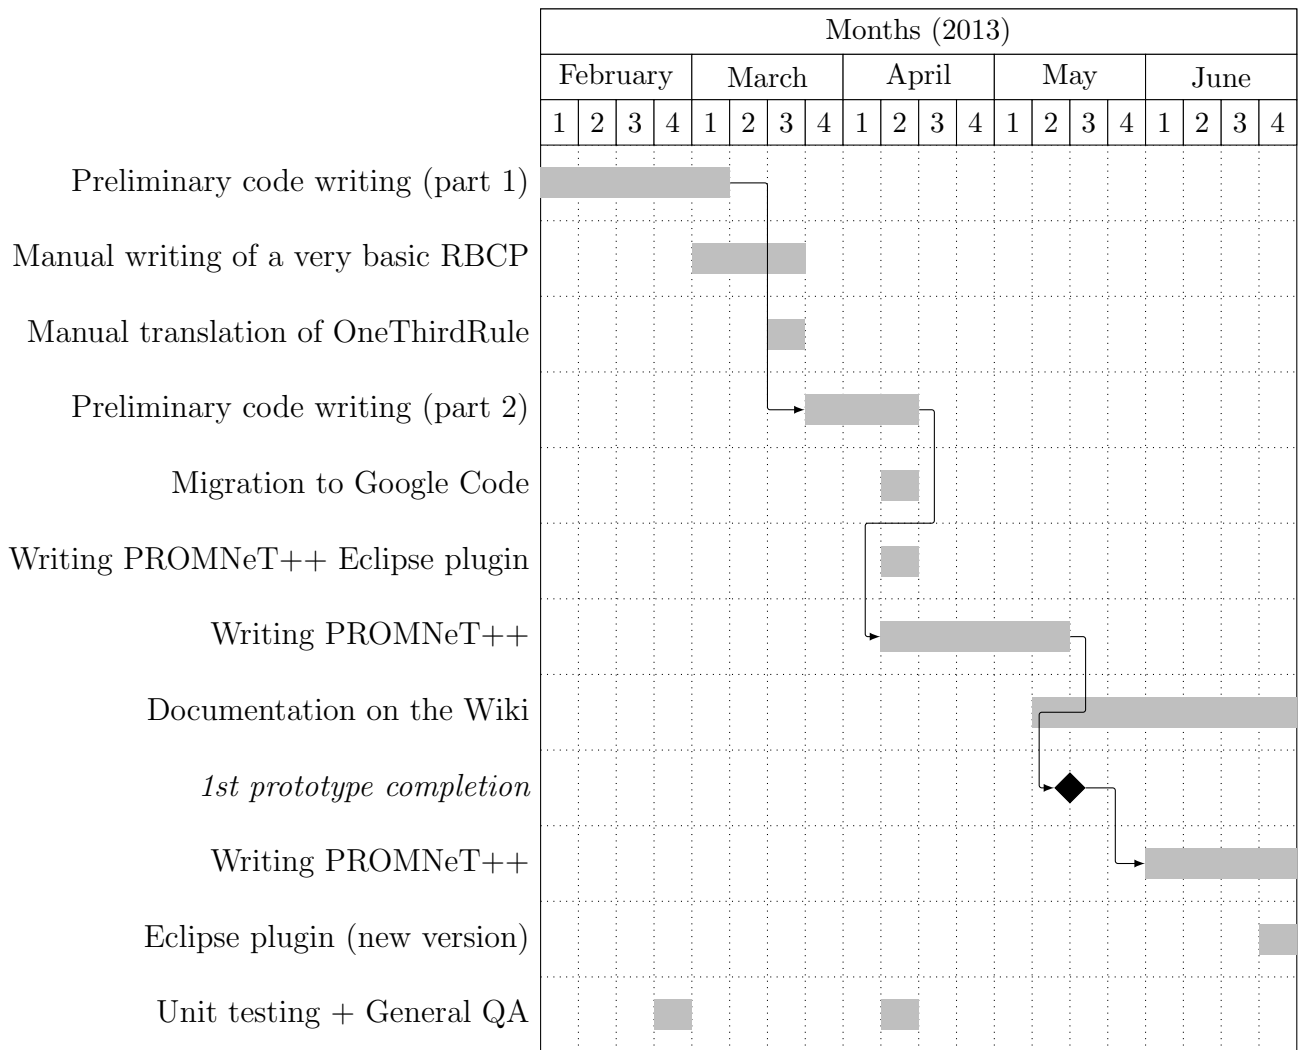 Months (2013)
February March April May June
1 2 3 4 1 2 3 4 1 2 3 4 1 2 3 4 1 2 3 4
Preliminary code writing (part 1)
Manual writing of a very basic RBCP
Manual translation of OneThirdRule
Preliminary code writing (part 2)
Migration to Google Code
Writing PROMNeT++ Eclipse plugin
Writing PROMNeT++
Documentation on the Wiki
1st prototype completion
Writing PROMNeT++
Eclipse plugin (new version)
Unit testing + General QA